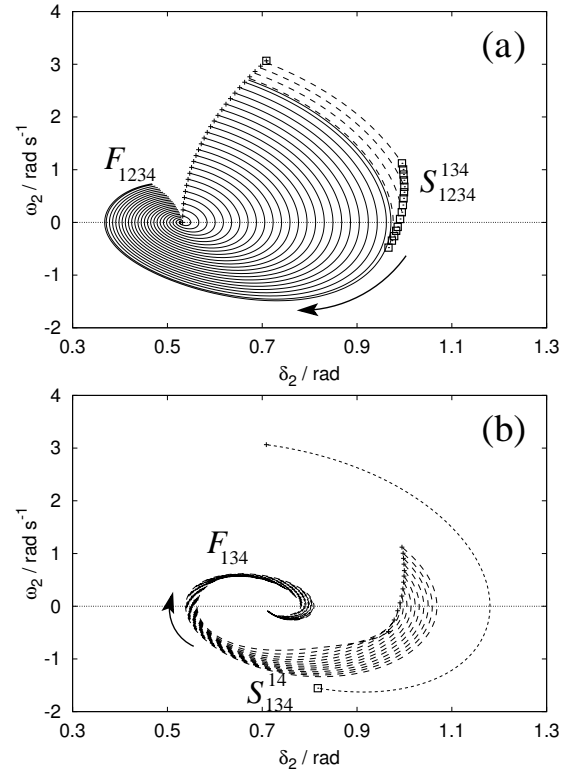 4
(a)
3
ω₂ / rad s⁻¹
2
F₁₂₃₄
S₁₂₃₄¹³⁴
1
0
-1
-2
0.3 0.5 0.7 0.9 1.1 1.3
δ₂ / rad
4
(b)
3
ω₂ / rad s⁻¹
2
F₁₃₄
1
0
-1
S₁₃₄¹⁴
-2
0.3 0.5 0.7 0.9 1.1 1.3
δ₂ / rad